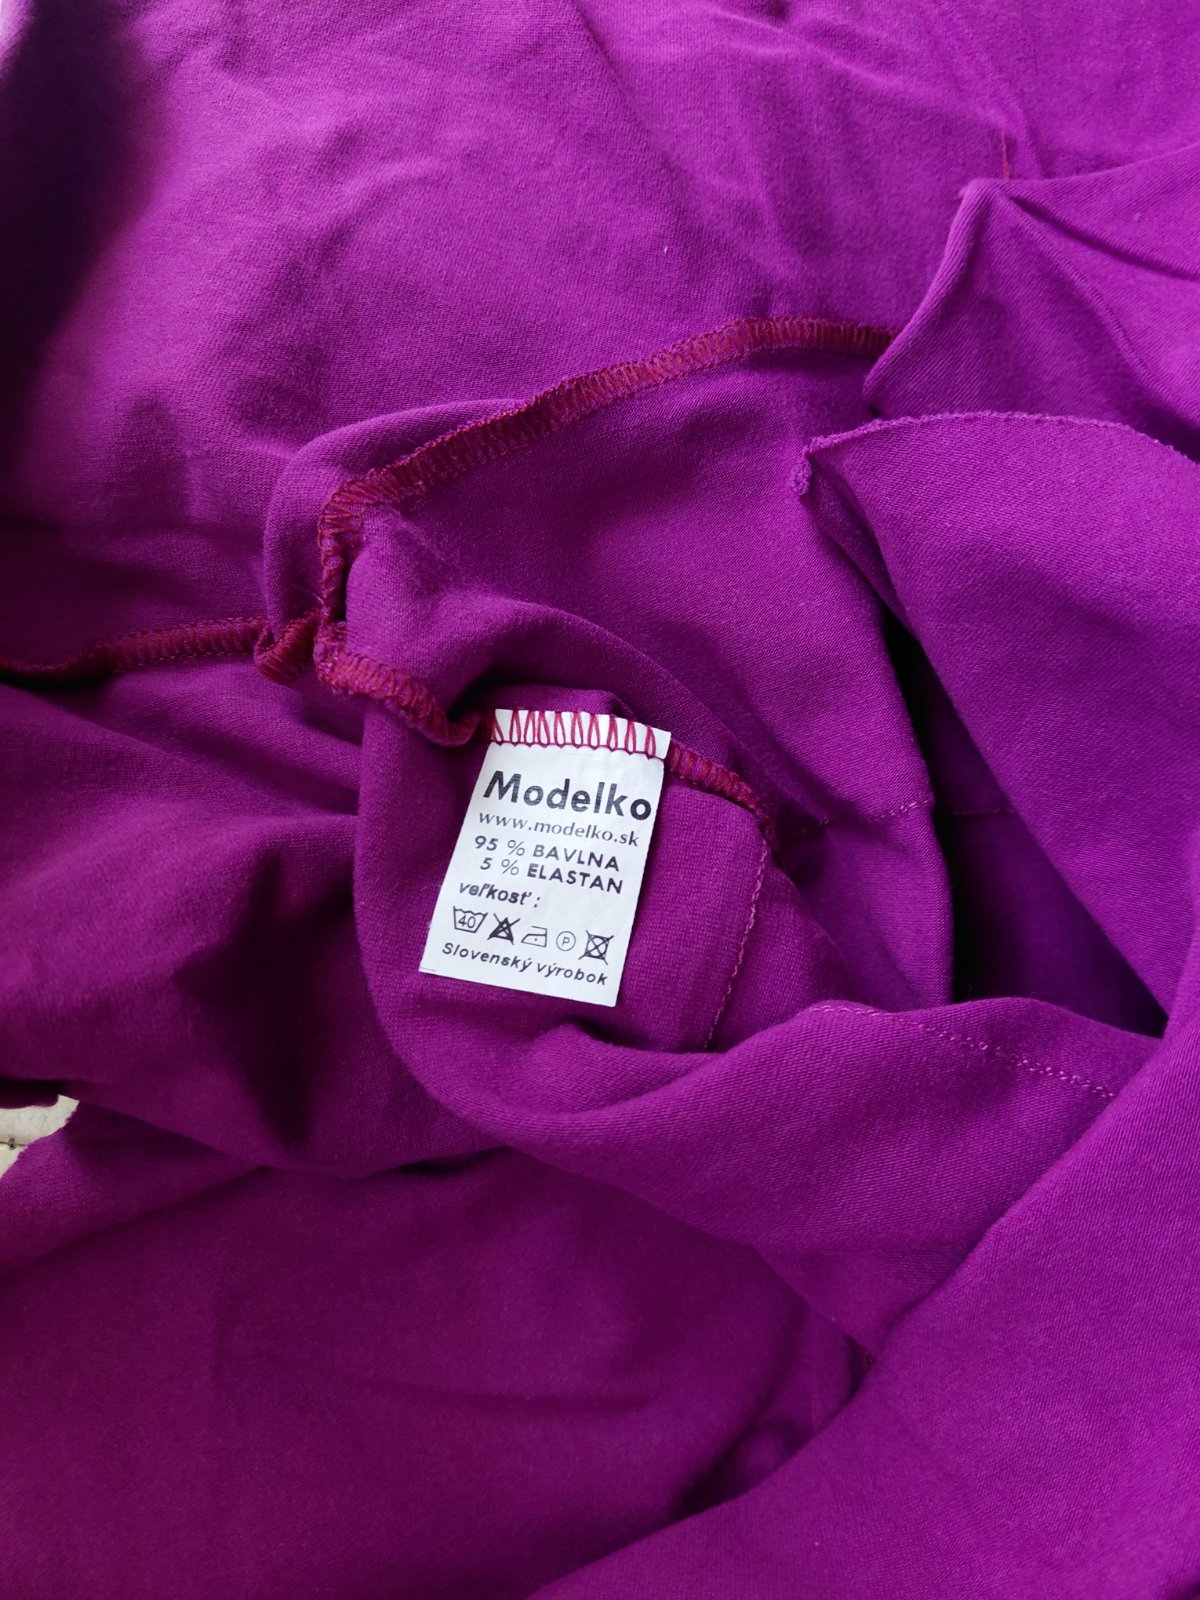 Modelko
www.modelko.sk
95 % BAVLNA
5 % ELASTAN
veľkosť :
40 P
Slovenský výrobok